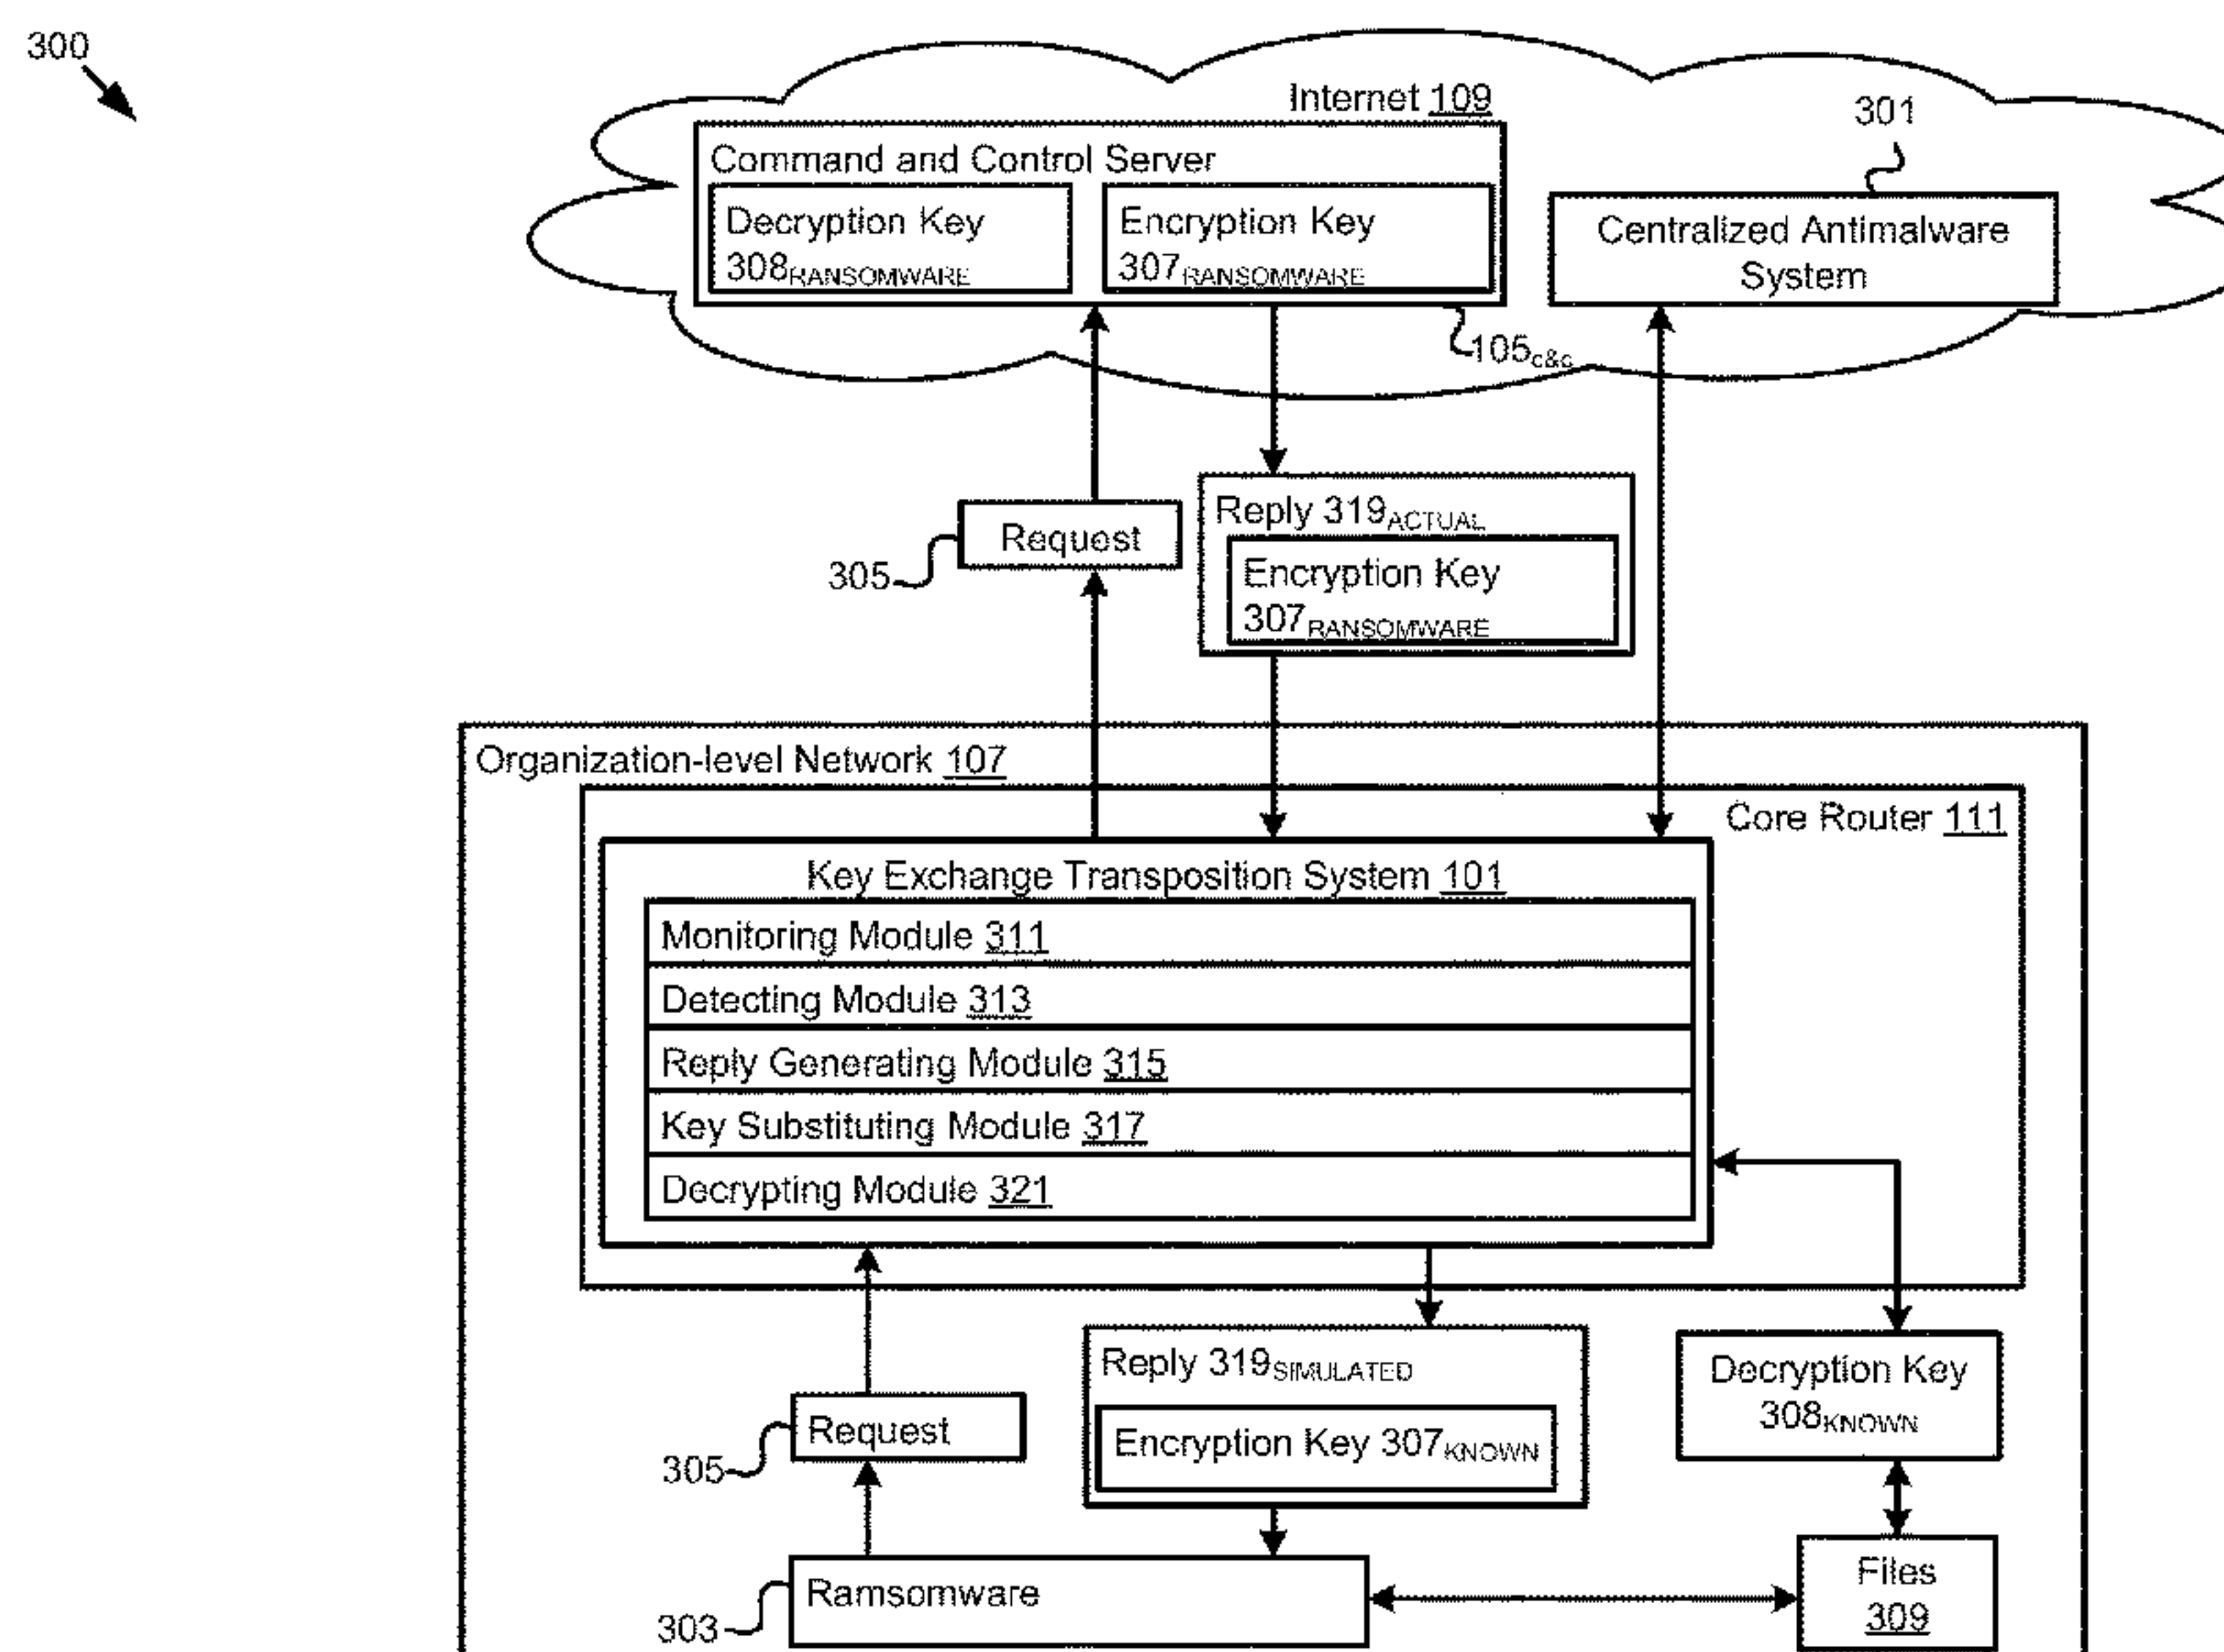 300
Internet 109
301
Command and Control Server
Decryption Key
308RANSOMWARE
Encryption Key
307RANSOMWARE
Centralized Antimalware
System
105c&c
Request
305
Reply 319ACTUAL
Encryption Key
307RANSOMWARE
Organization-level Network 107
Core Router 111
Key Exchange Transposition System 101
Monitoring Module 311
Detecting Module 313
Reply Generating Module 315
Key Substituting Module 317
Decrypting Module 321
Reply 319SIMULATED
Encryption Key 307KNOWN
Decryption Key
308KNOWN
Request
305
Ramsomware
303
Files
309